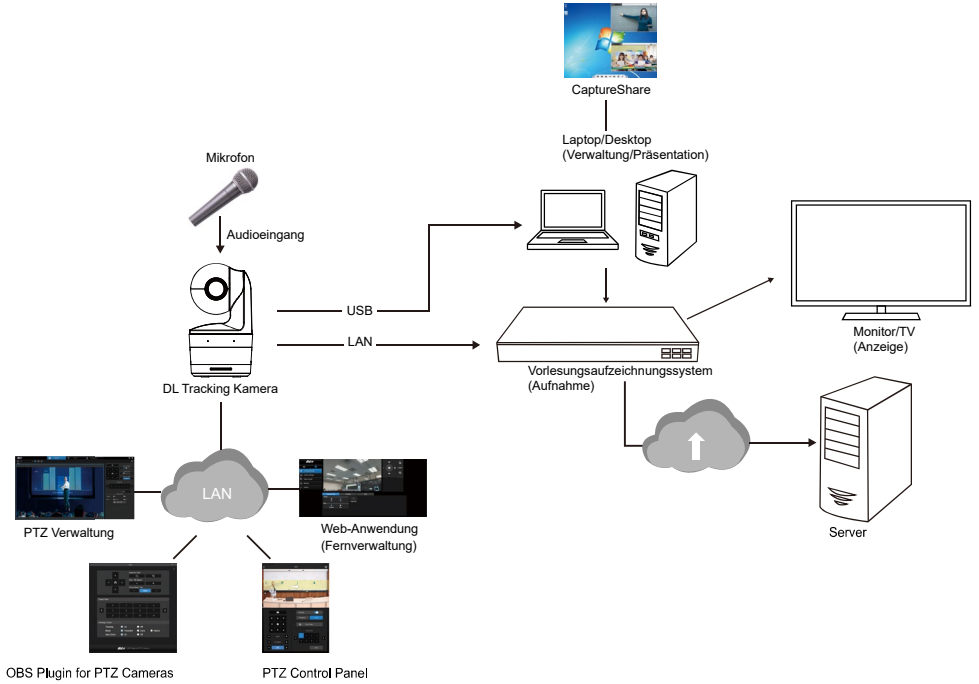 CaptureShare
Laptop/Desktop
(Verwaltung/Präsentation)
Mikrofon
Audioeingang
USB
LAN
DL Tracking Kamera
Vorlesungsaufzeichnungssystem
(Aufnahme)
Monitor/TV
(Anzeige)
LAN
PTZ Verwaltung
Web-Anwendung
(Fernverwaltung)
Server
OBS Plugin for PTZ Cameras
PTZ Control Panel